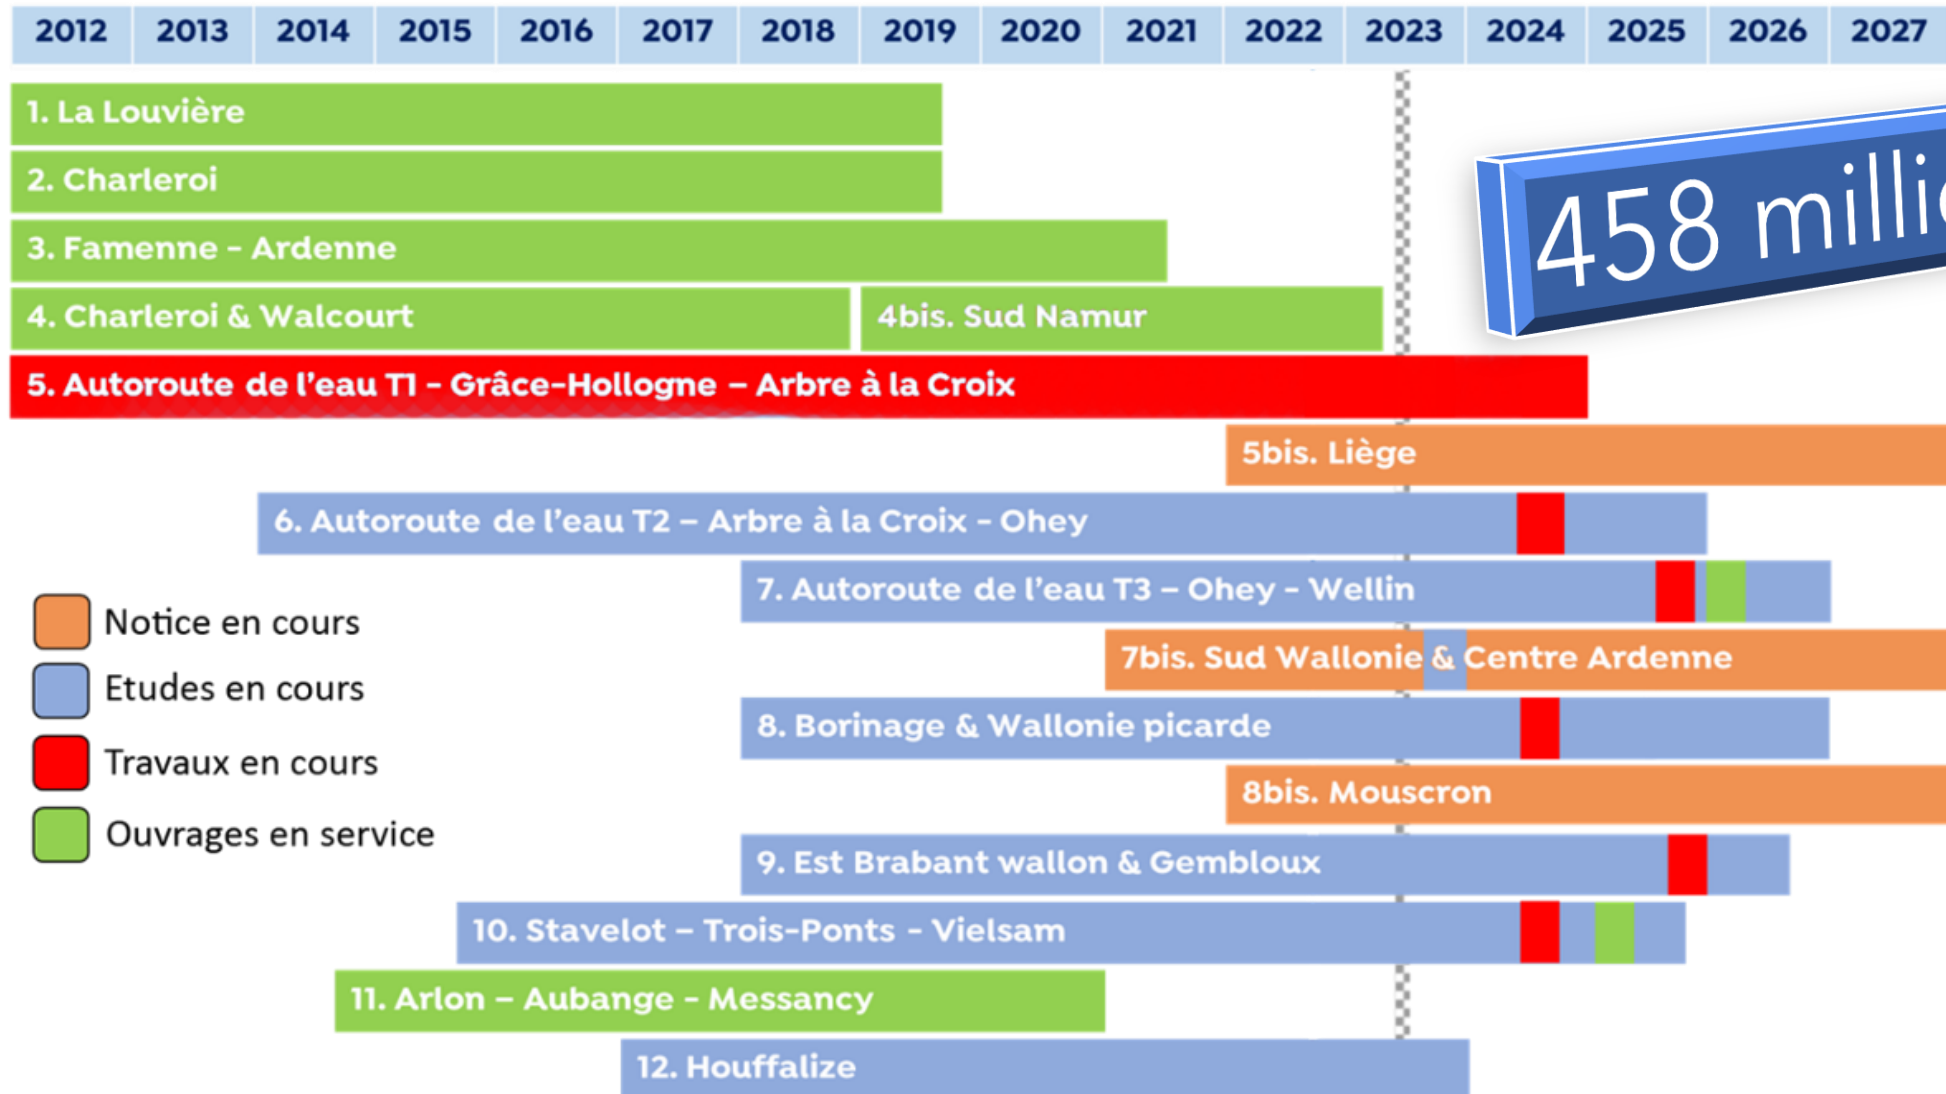 2012 2013 2014 2015 2016 2017 2018 2019 2020 2021 2022 2023 2024 2025 2026 2027
1. La Louvière
2. Charleroi
458
3. Famenne - Ardenne
4. Charleroi & Walcourt
4bis. Sud Namur
5. Autoroute de l’eau T1 - Grâce-Hollogne – Arbre à la Croix
5bis. Liège
6. Autoroute de l’eau T2 – Arbre à la Croix - Ohey
7. Autoroute de l’eau T3 – Ohey - Wellin
7bis. Sud Wallonie & Centre Ardenne
8. Borinage & Wallonie picarde
8bis. Mouscron
9. Est Brabant wallon & Gembloux
10. Stavelot – Trois-Ponts - Vielsam
11. Arlon – Aubange - Messancy
12. Houffalize
Notice en cours
Etudes en cours
Travaux en cours
Ouvrages en service